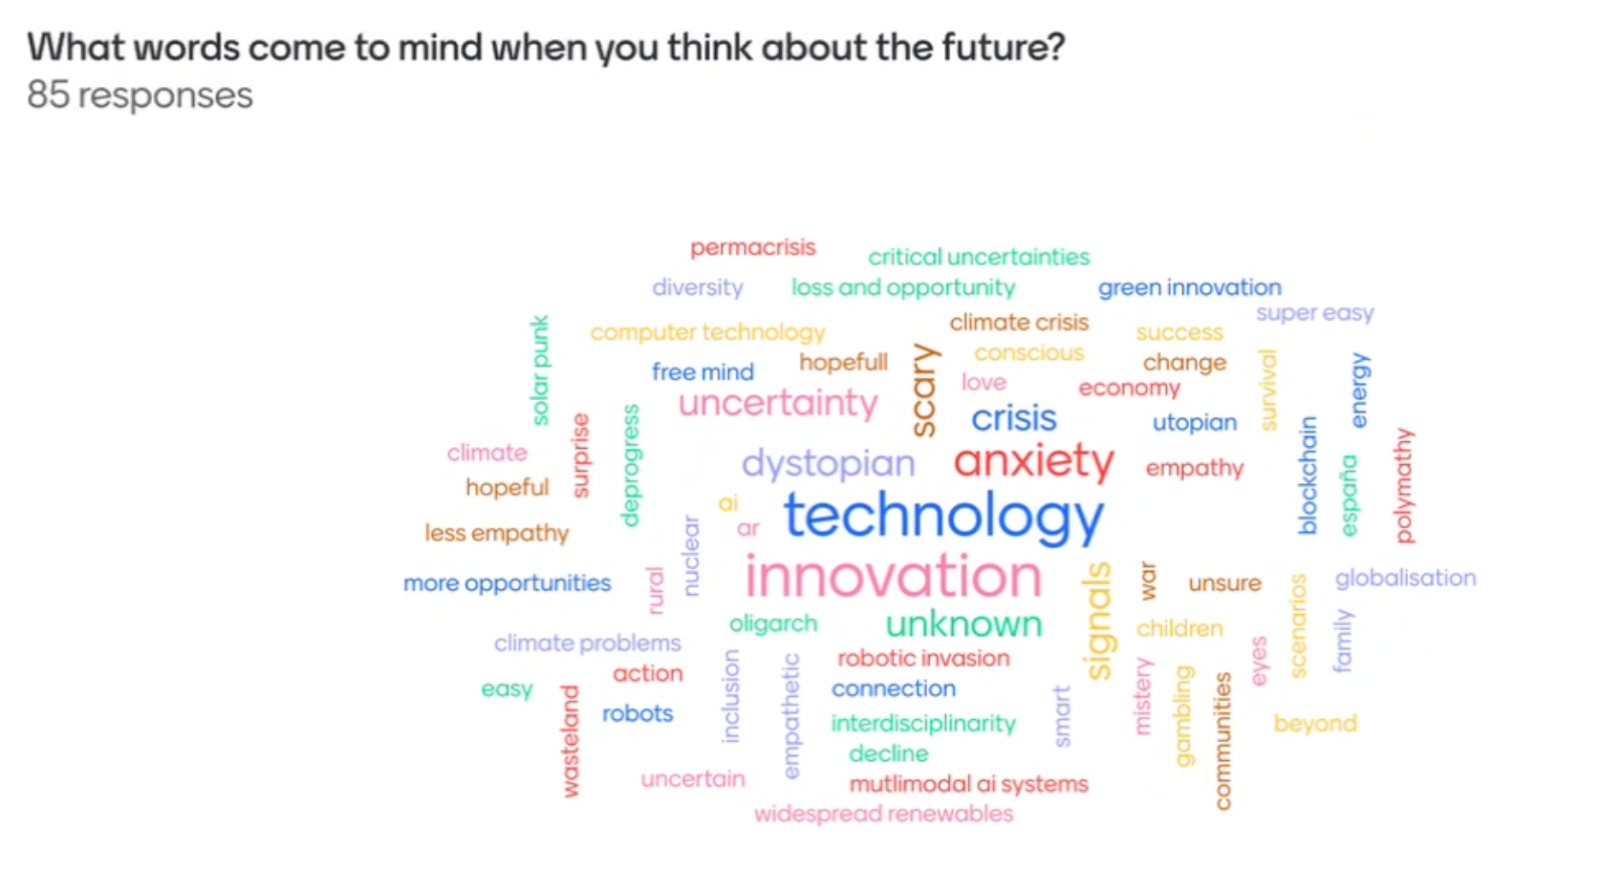 What words come to mind when you think about the future?
85 responses
permacrisis
critical uncertainties
diversity
loss and opportunity
green innovation
super easy
solar punk
computer technology
climate crisis
success
free mind
hopefull
scary
conscious
change
survival
energy
love
economy
uncertainty
crisis
utopian
climate
surprise
deprogress
dystopian
anxiety
empathy
blockchain
españa
polymathy
hopeful
ai
technology
less empathy
ar
nuclear
more opportunities
rural
innovation
signals
war
unsure
scenarios
globalisation
oligarch
unknown
children
family
climate problems
robotic invasion
eyes
action
inclusion
empathetic
connection
smart
mistery
gambling
communities
easy
wasteland
robots
interdisciplinarity
beyond
decline
uncertain
mutlimodal ai systems
widespread renewables